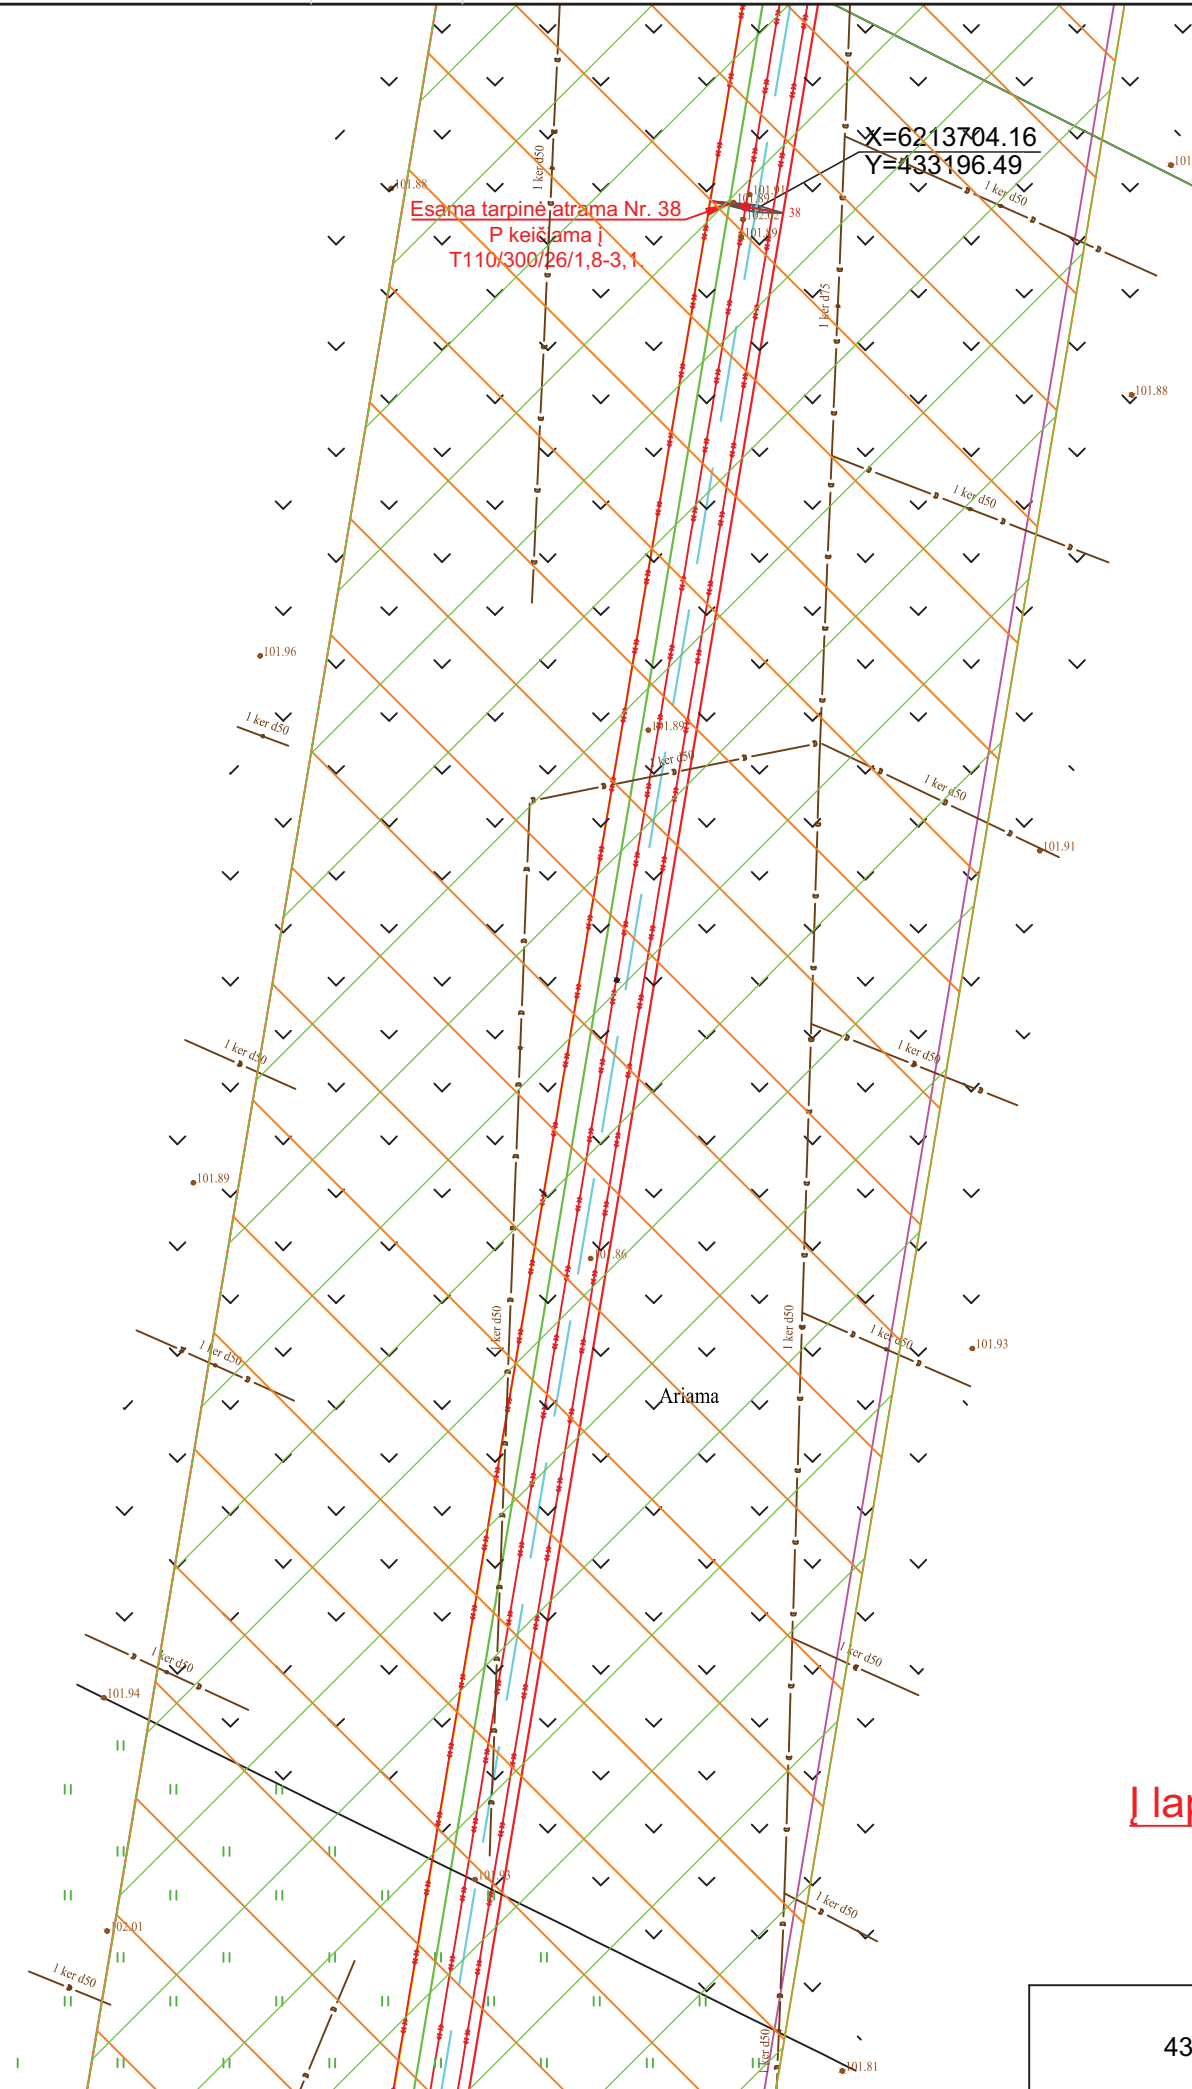 X=6213704.16
Y=433196.49
1 ker d50
101.88
101.91
101.89
102.02
101.89
38
Esama tarpinė atrama Nr. 38
P keičiama į
T110/300/26/1,8-3,1.
1 ker d50
101
1 ker d75
101.88
1 ker d50
101.96
1 ker d50
101.89
1 ker d50
1 ker d50
101.91
1 ker d50
1 ker d50
101.89
101.86
1 ker d50
1 ker d50
1 ker d50
101.93
1 ker d50
Ariama
1 ker d50
1 ker d50
101.94
Į lap
101.93
1 ker d50
102.01
1 ker d50
1 ker d50
43
101.81